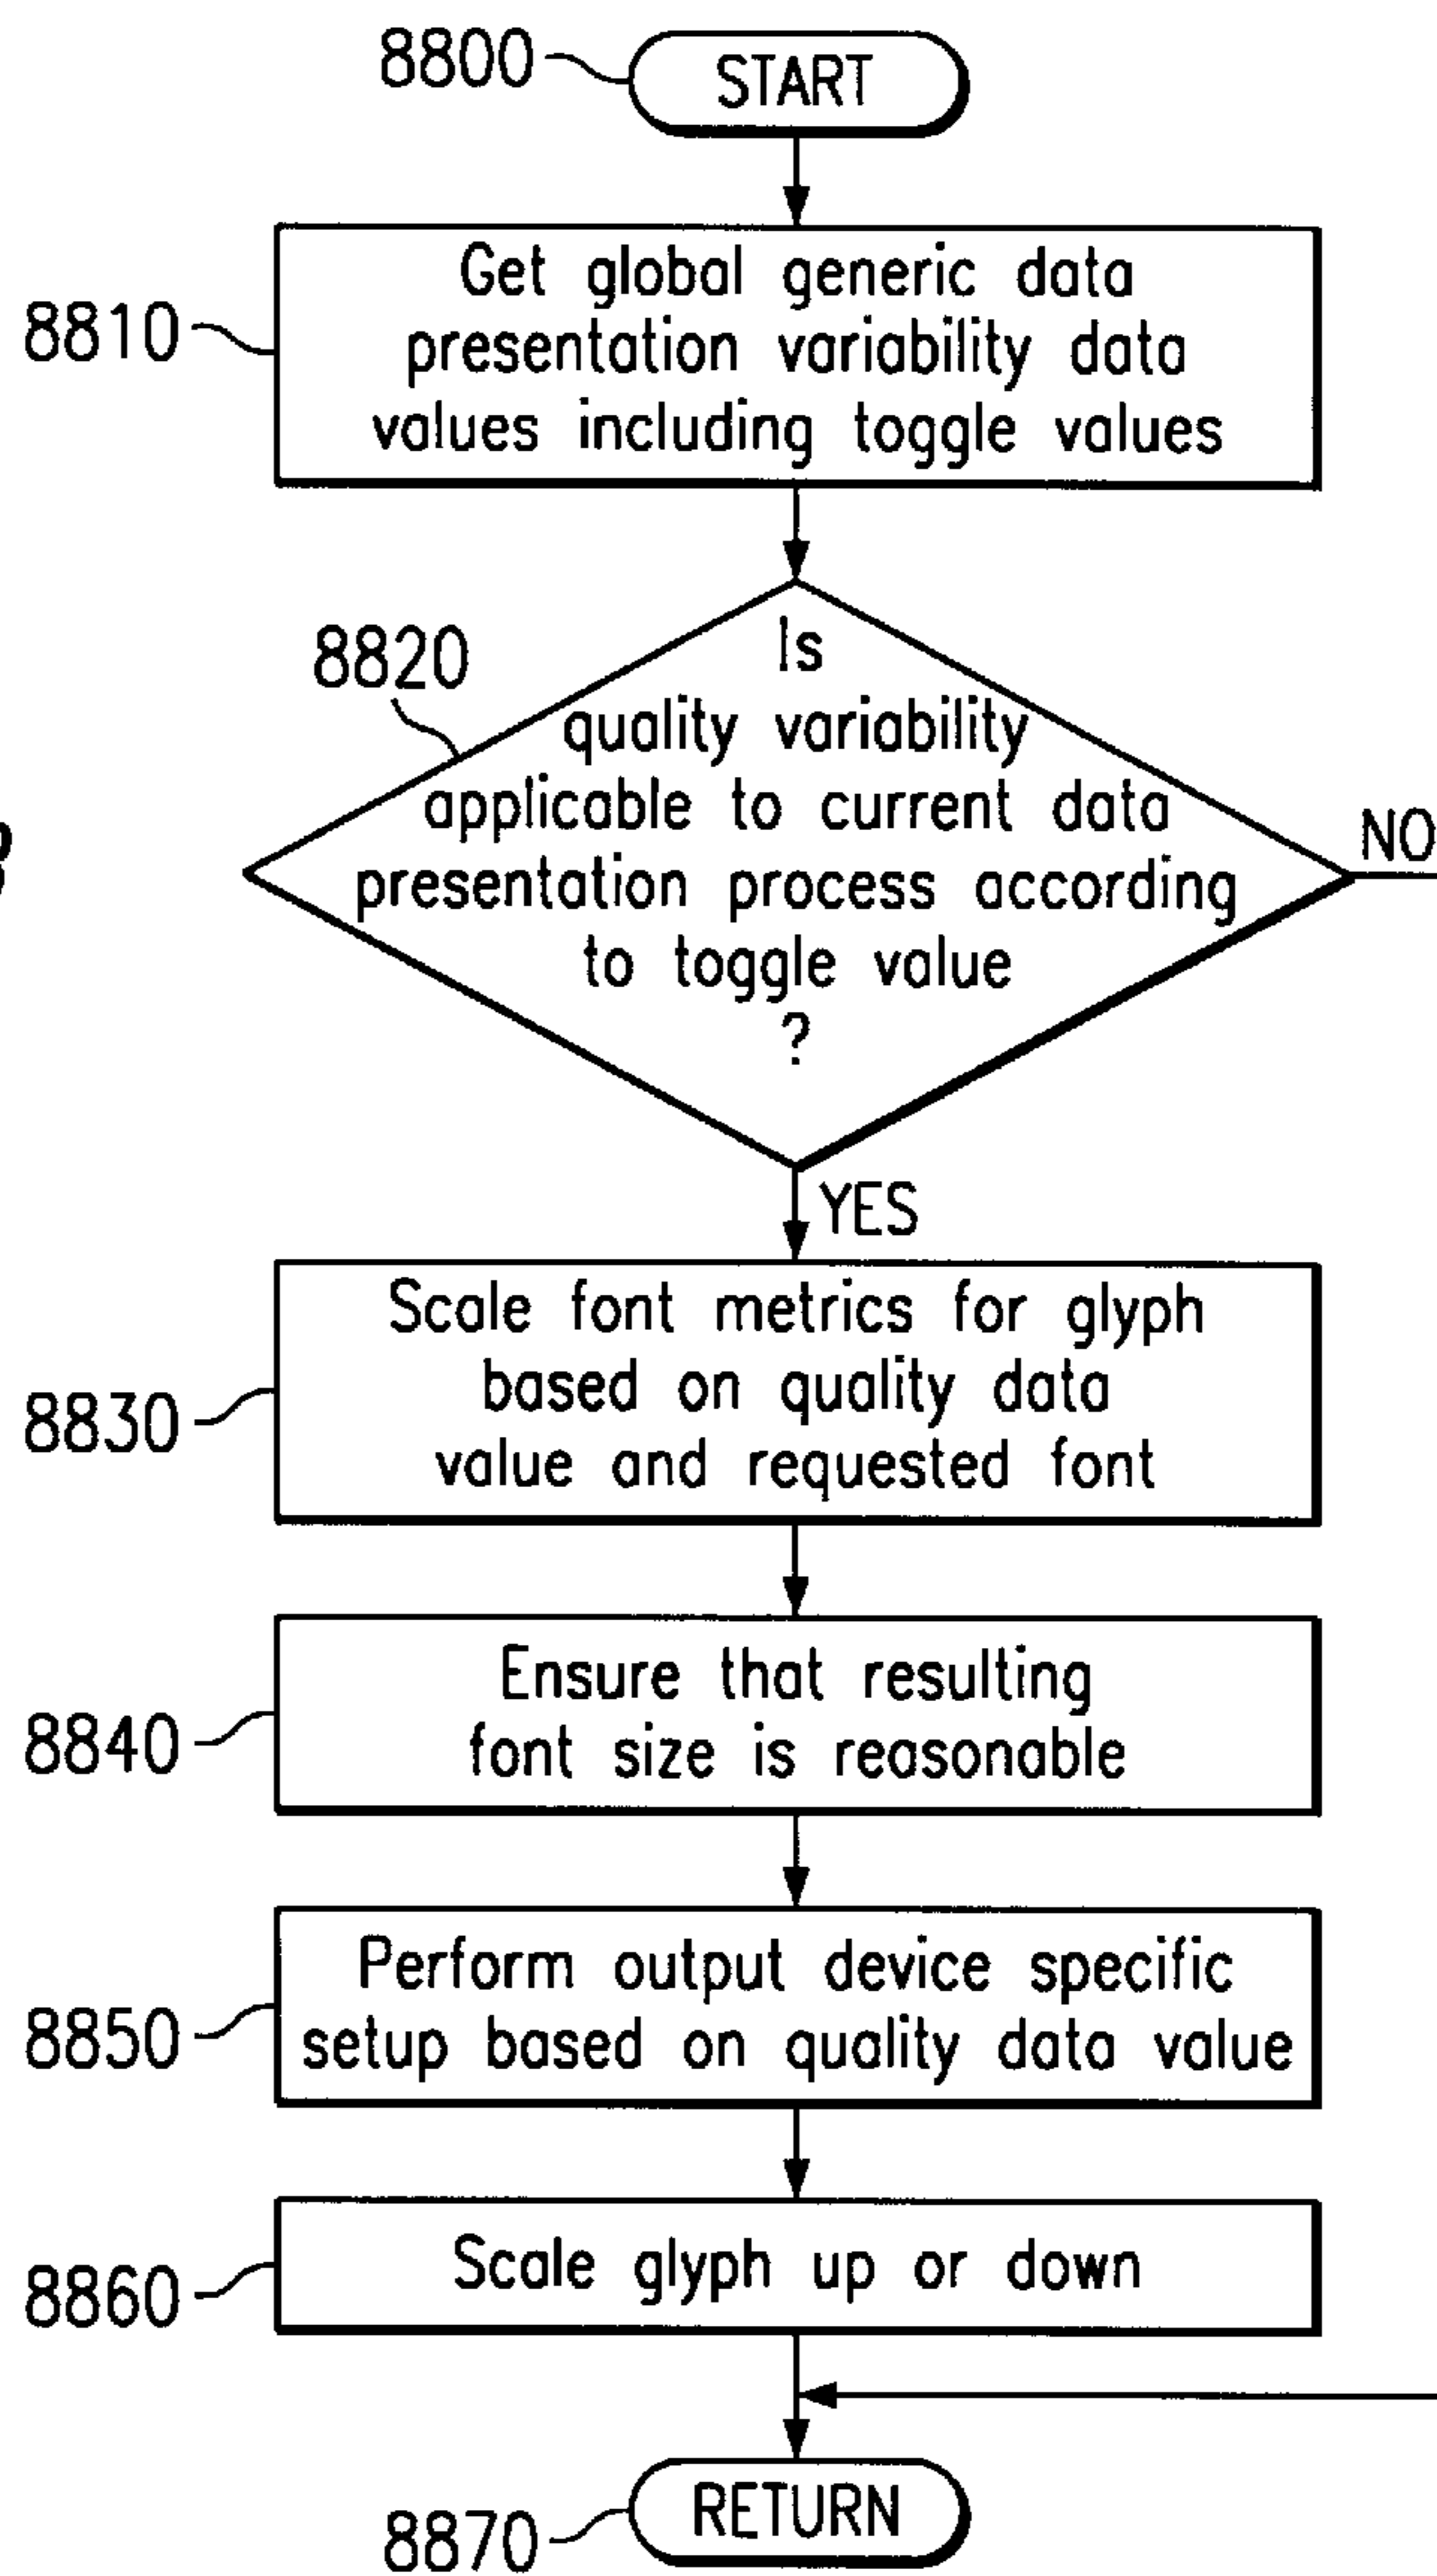 8800
START
8810
Get global generic data
presentation variability data
values including toggle values
8820
Is
quality variability
applicable to current data
presentation process according
to toggle value
?
NO
YES
8830
Scale font metrics for glyph
based on quality data
value and requested font
8840
Ensure that resulting
font size is reasonable
8850
Perform output device specific
setup based on quality data value
8860
Scale glyph up or down
8870
RETURN